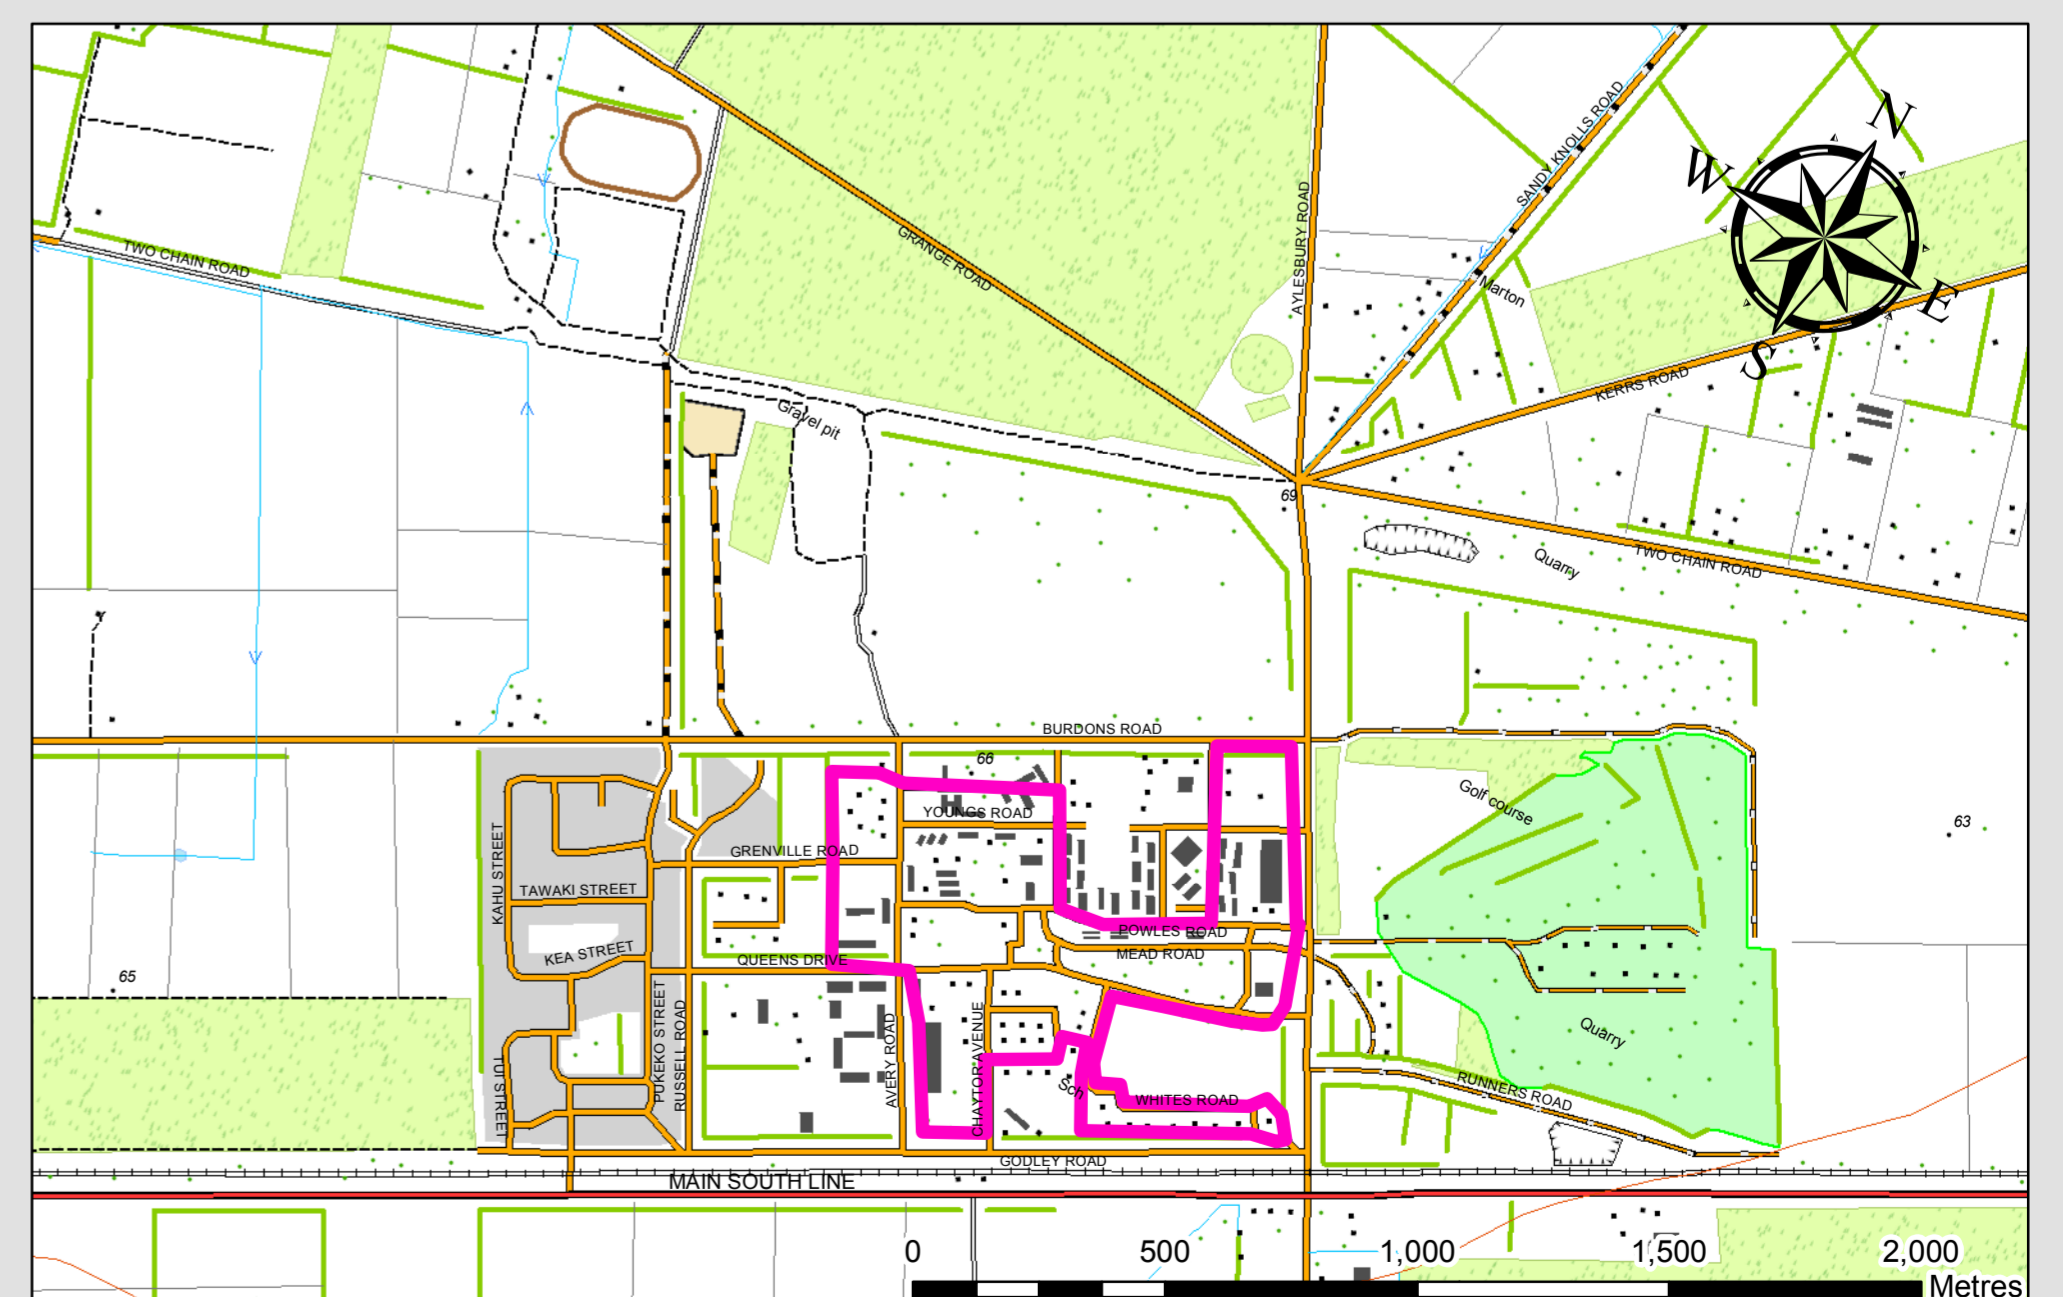 N
W
E
S
SANDY KNOLLS ROAD
AYLESBURY ROAD
GRANGE ROAD
TWO CHAIN ROAD
Marton
KERRS ROAD
Gravel pit
69
Quarry
TWO CHAIN ROAD
BURDONS ROAD
66
YOUNGS ROAD
Golf course
63
GRENVILLE ROAD
KAHU STREET
TAWAKI STREET
POWLES ROAD
MEAD ROAD
KEA STREET
QUEENS DRIVE
65
PUKEKO STREET
RUSSELL ROAD
AVERY ROAD
CHAYTOR AVENUE
Quarry
TUI STREET
Sch
WHITES ROAD
RUNNERS ROAD
GODLEY ROAD
MAIN SOUTH LINE
0 500 1,000 1,500 2,000
Metres